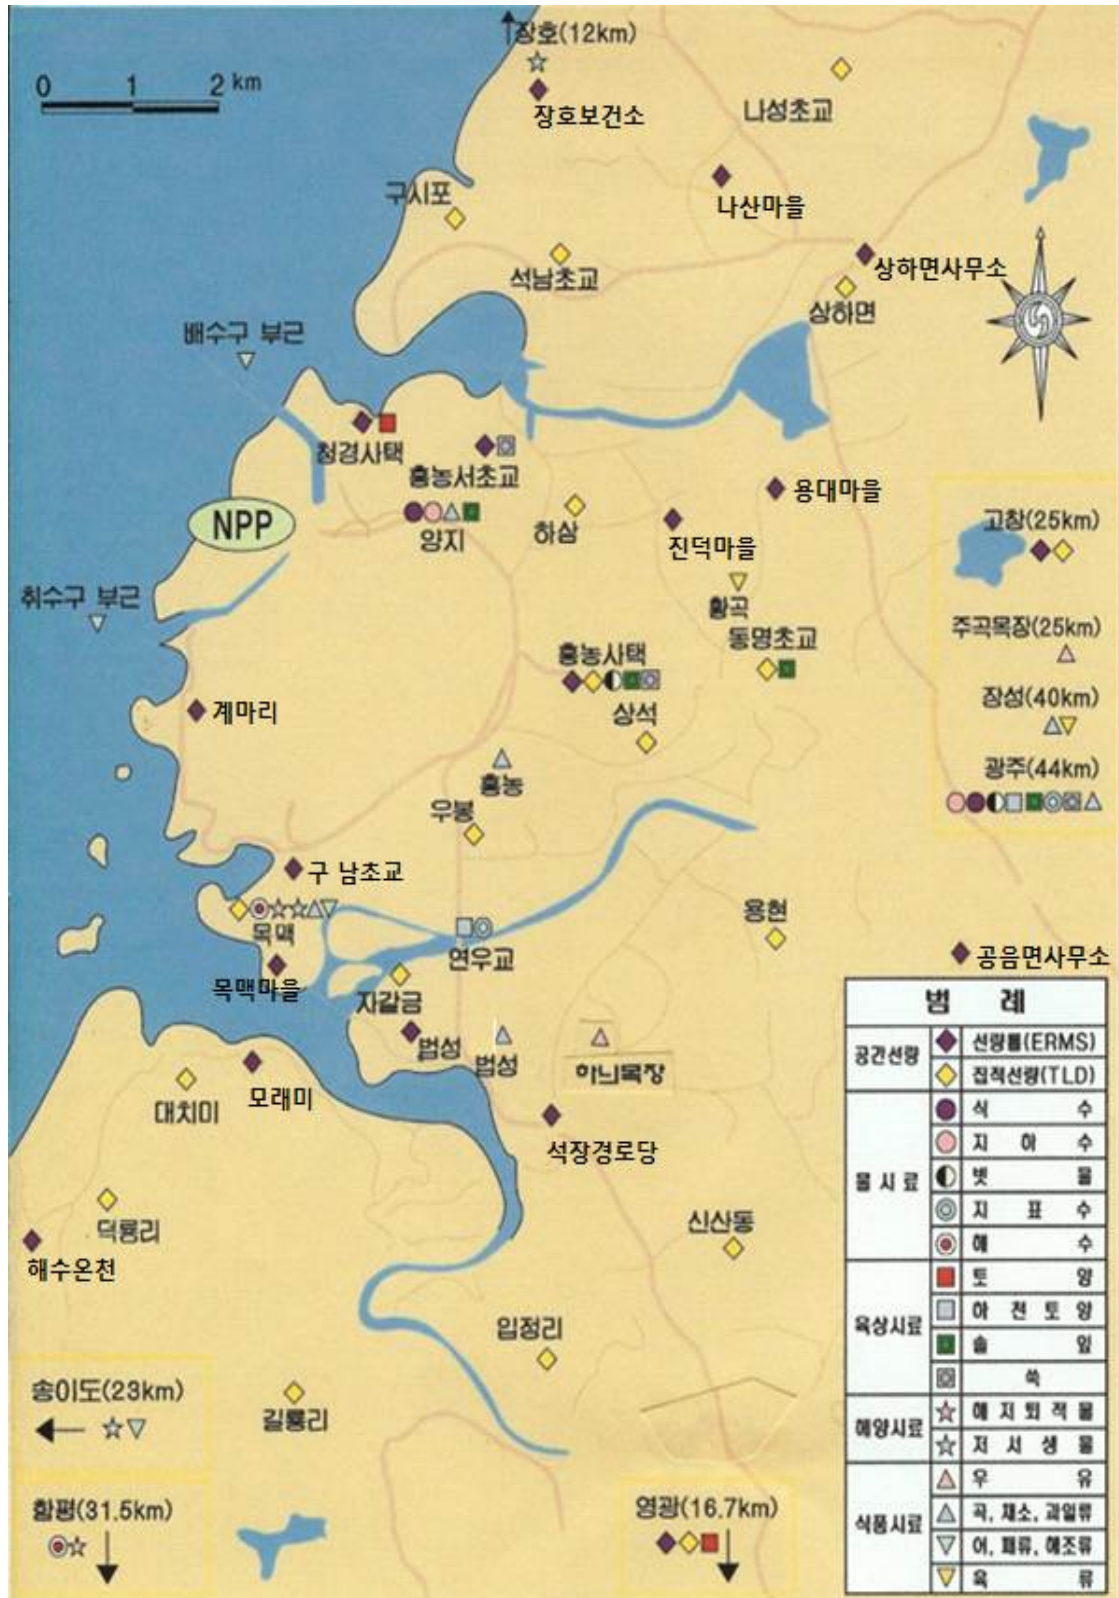 장호(12km)
0 1 2 km
장호보건소
나성초교
나산마을
구시포
석남초교
상하면사무소
상하면
배수구 부근
청경사택
홍농서초교
양지
하삼
용대마을
진덕마을
NPP
고창(25km)
취수구 부근
황곡
동명초교
주곡목장(25km)
홍농사택
장성(40km)
계마리
상석
광주(44km)
홍농
우봉
구 남초교
목맥
용현
연우교
공음면사무소
목맥마을
자갈금
법성
법성
하늬목장
대치미
모래미
석장경로당
덕룡리
해수온천
신산동
입정리
길룡리
송이도(23km)
함평(31.5km)
영광(16.7km)
범 례
공간선량
선량률(ERMS)
집적선량(TLD)
물시료
식 수
지 하 수
빗 물
지 표 수
해 수
육상시료
토 양
하 천 토 양
솔 잎
쑥
해양시료
해 저 퇴 적 물
저 서 생 물
식품시료
우 유
곡, 채소, 과일류
어, 패류, 해조류
육 류